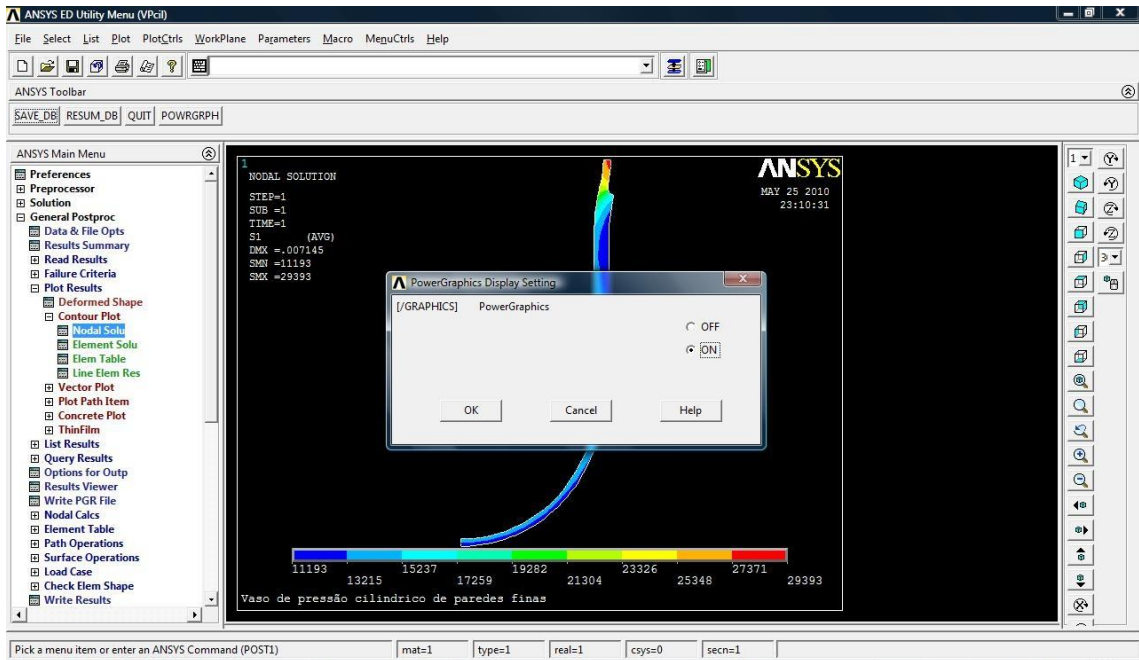 ANSYS ED Utility Menu (VPcil)
File Select List Plot PlotCtrls WorkPlane Parameters Macro MenuCtrls Help
ANSYS Toolbar
SAVE_DB RESUM_DB QUIT POWRGRPH
ANSYS Main Menu
Preferences
Preprocessor
Solution
General Postproc
Data & File Opts
Results Summary
Read Results
Failure Criteria
Plot Results
Deformed Shape
Contour Plot
Nodal Solu
Element Solu
Elem Table
Line Elem Res
Vector Plot
Plot Path Item
Concrete Plot
ThinFilm
List Results
Query Results
Options for Outp
Results Viewer
Write PGR File
Nodal Calcs
Element Table
Path Operations
Surface Operations
Load Case
Check Elem Shape
Write Results
1
NODAL SOLUTION
STEP=1
SUB =1
TIME=1
S1 (AVG)
DMX =.007145
SMN =11193
SMX =29393
ANSYS
MAY 25 2010
23:10:31
PowerGraphics Display Setting
[/GRAPHICS] PowerGraphics
OFF
ON
OK Cancel Help
11193 15237 19282 23326 27371
13215 17259 21304 25348 29393
Vaso de pressão cilindrico de paredes finas
1
Pick a menu item or enter an ANSYS Command (POST1) mat=1 type=1 real=1 csys=0 secn=1